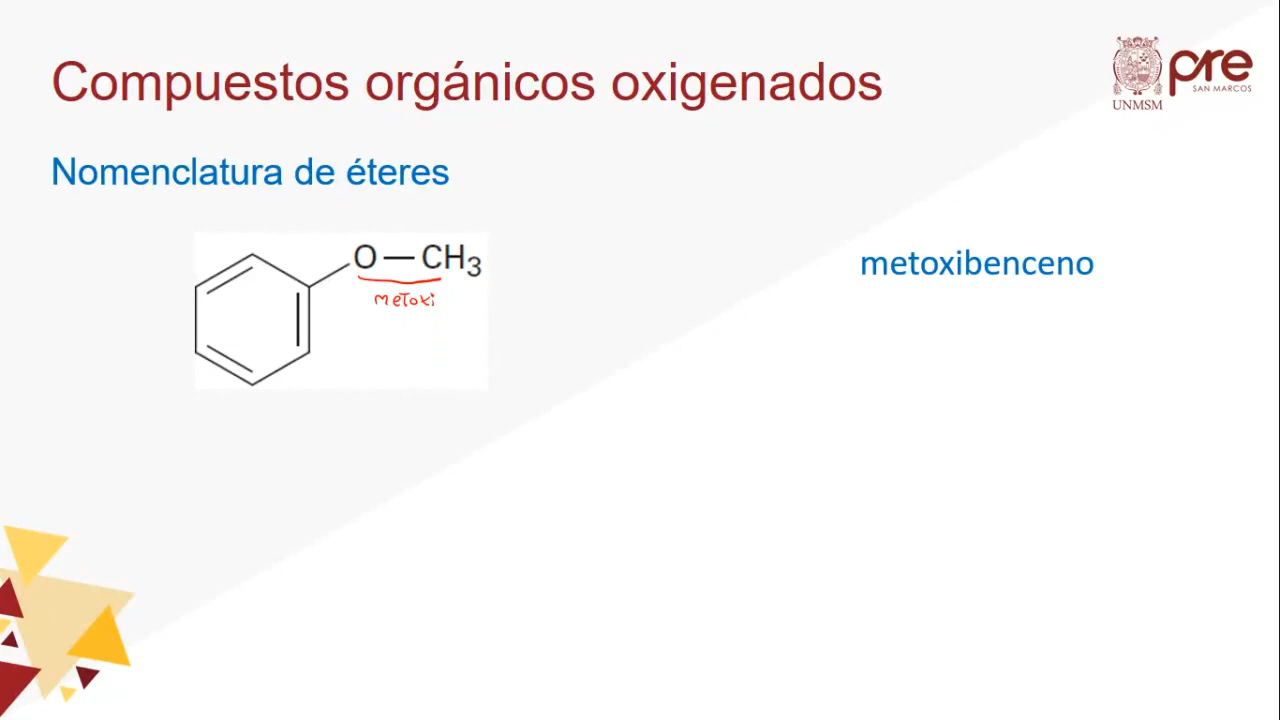 Compuestos orgánicos oxigenados
UNMSM
pre
SAN MARCOS
Nomenclatura de éteres
O — CH₃
metoxi
metoxibenceno